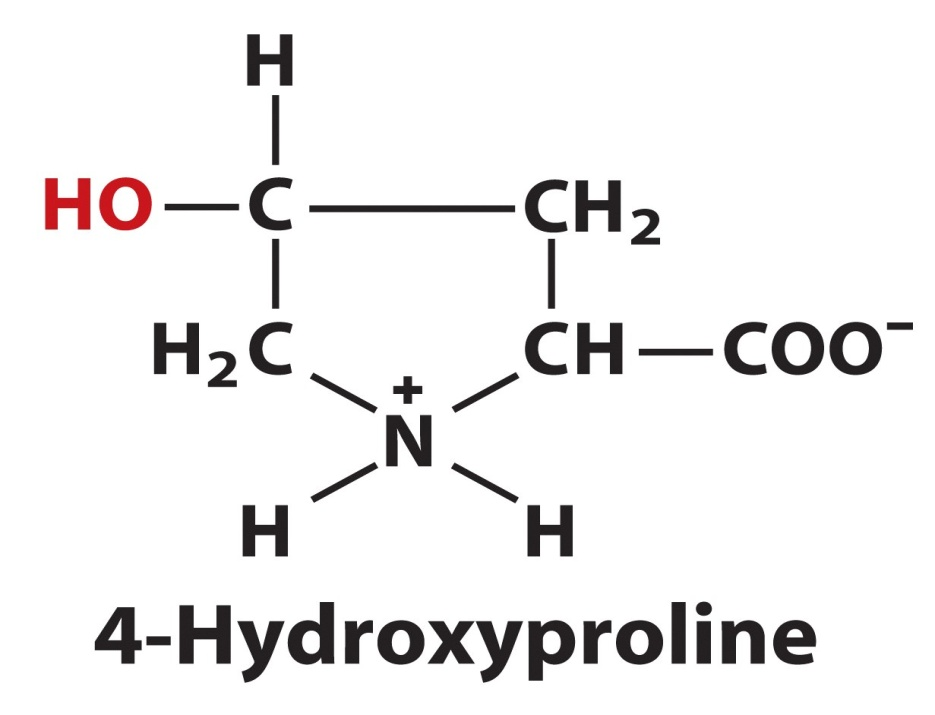 H
HO C CH₂
H₂C CH COO⁻
+
N
H H
4-Hydroxyproline